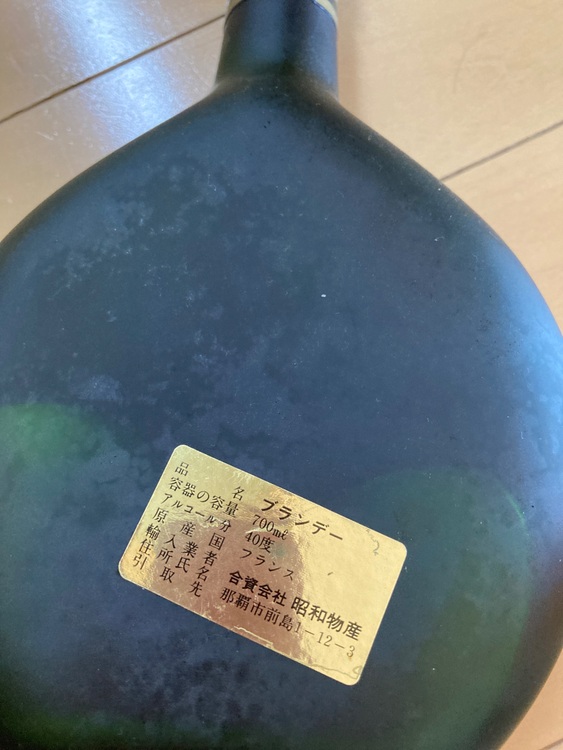 品名 ブランデー
容器の容量 700ml
アルコール分 40度
原産国 フランス
輸入業者
住所氏名 合資会社 昭和物産
引取先 那覇市前島1-12-3